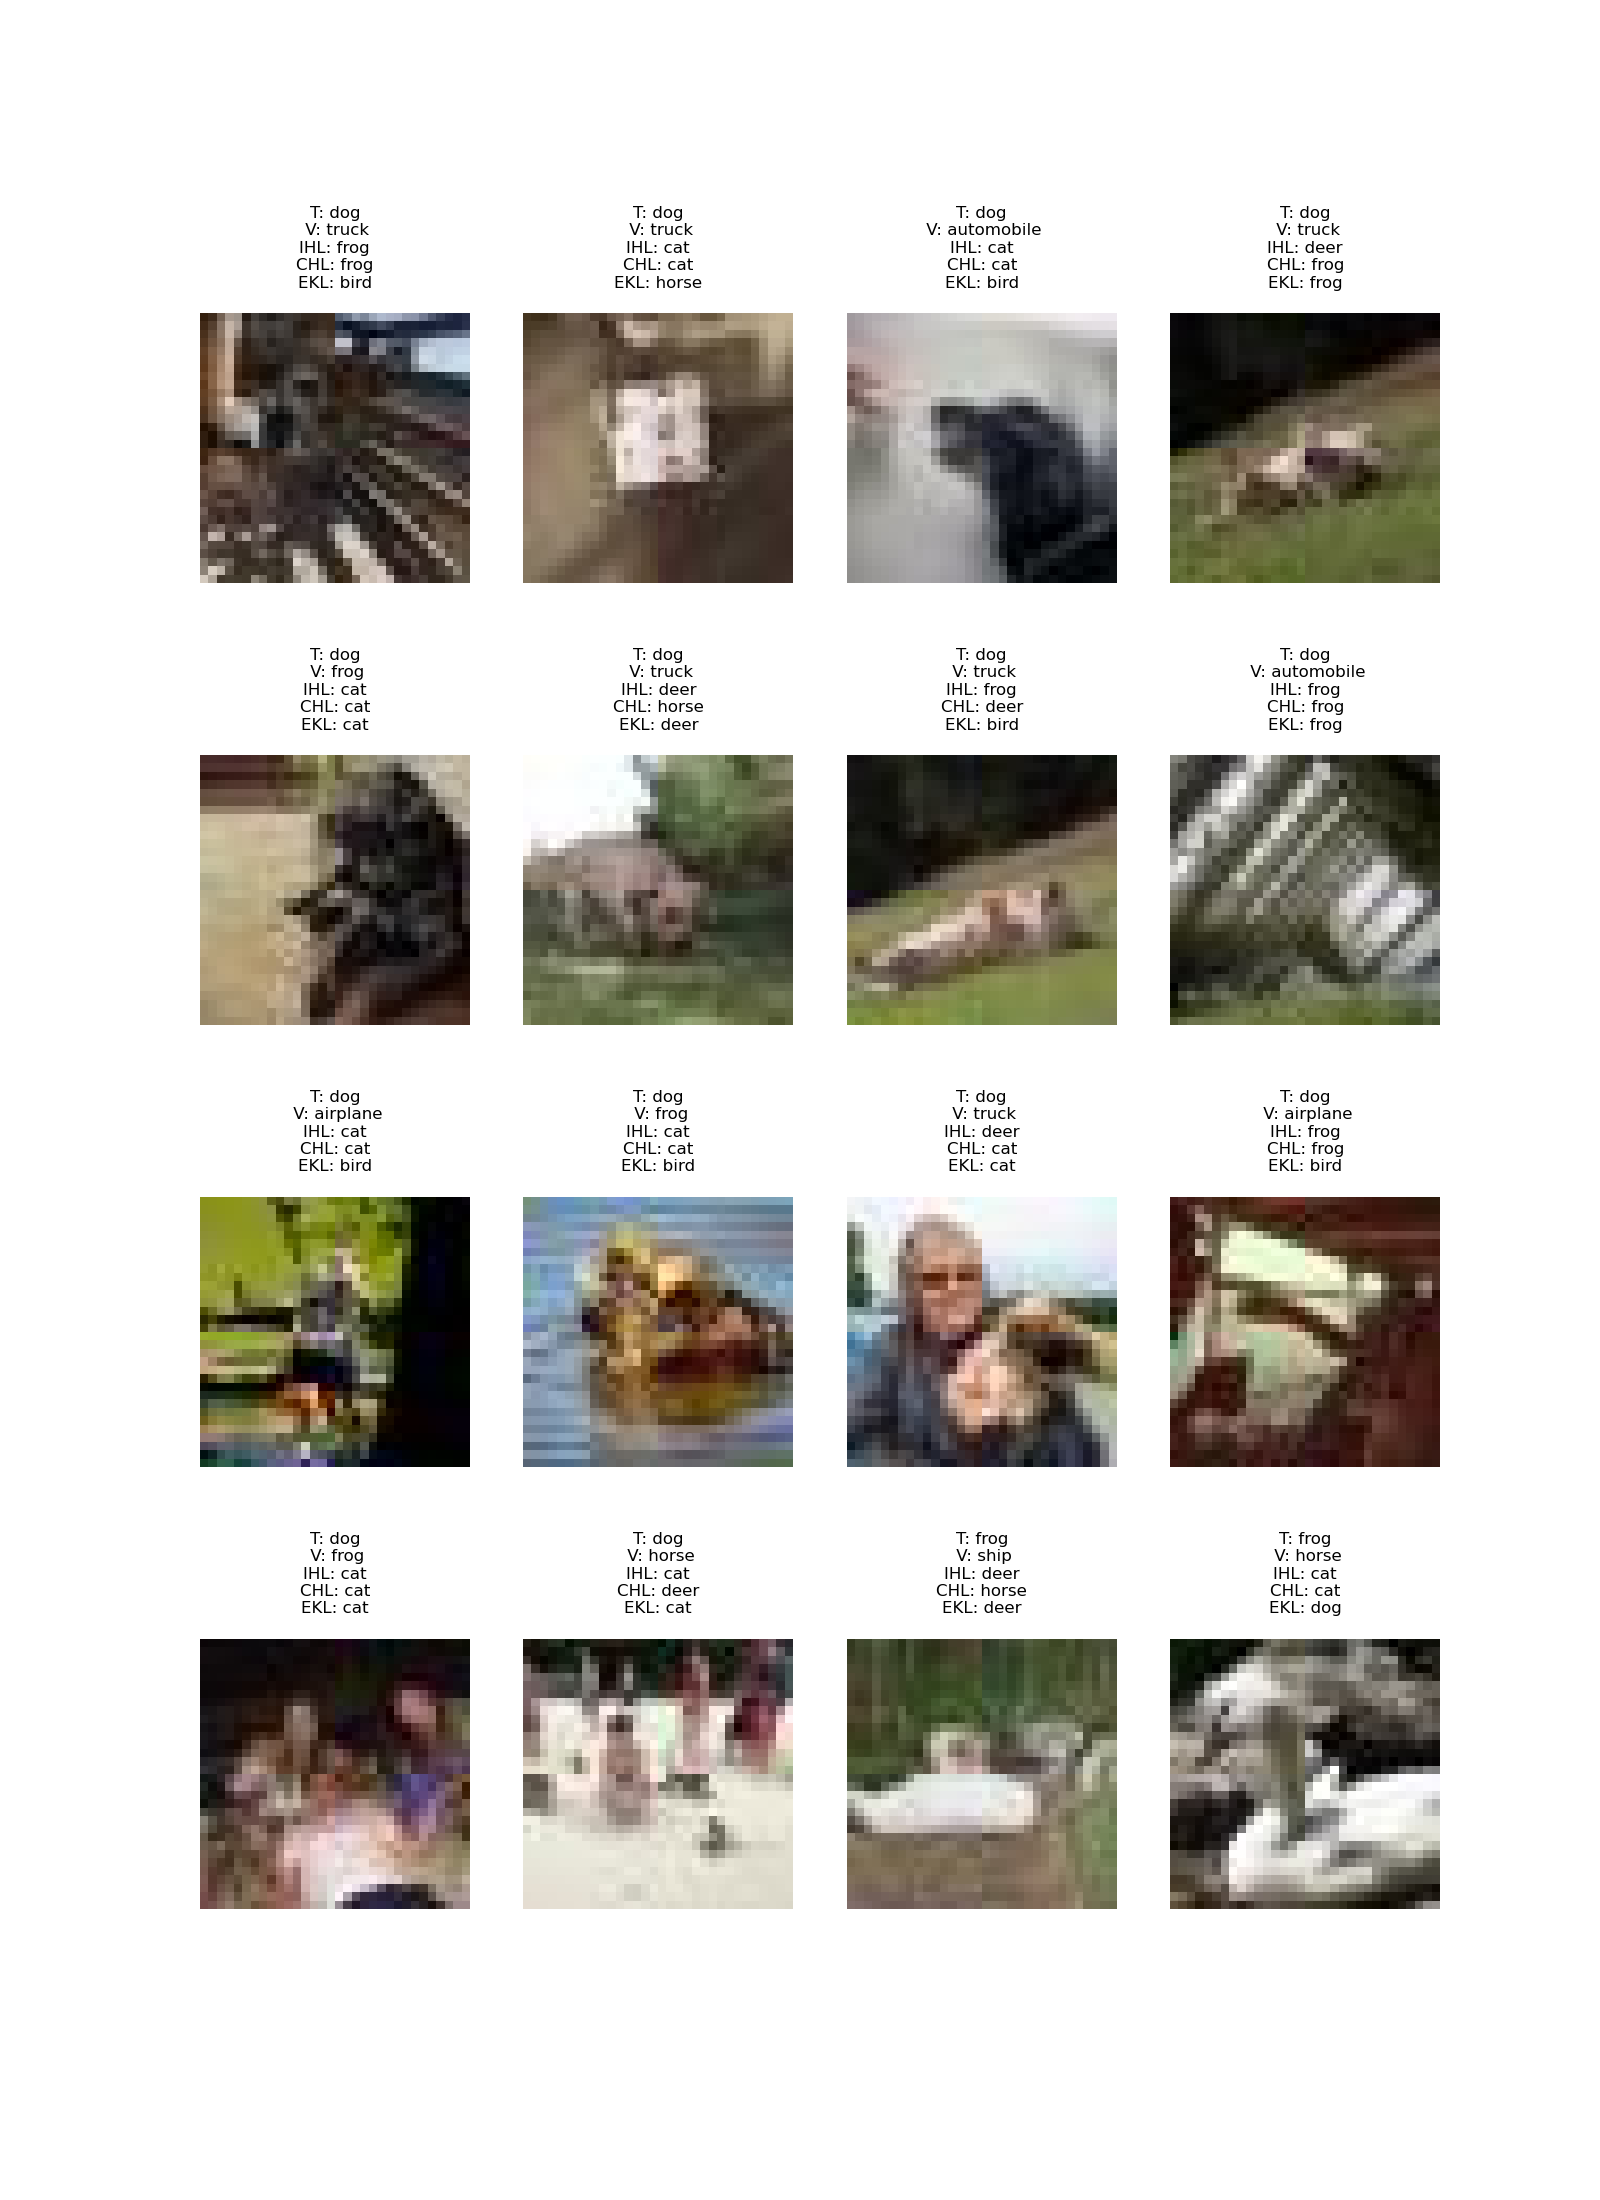 T: dog
V: truck
IHL: frog
CHL: frog
EKL: bird
T: dog
V: truck
IHL: cat
CHL: cat
EKL: horse
T: dog
V: automobile
IHL: cat
CHL: cat
EKL: bird
T: dog
V: truck
IHL: deer
CHL: frog
EKL: frog
T: dog
V: frog
IHL: cat
CHL: cat
EKL: cat
T: dog
V: truck
IHL: deer
CHL: horse
EKL: deer
T: dog
V: truck
IHL: frog
CHL: deer
EKL: bird
T: dog
V: automobile
IHL: frog
CHL: frog
EKL: frog
T: dog
V: airplane
IHL: cat
CHL: cat
EKL: bird
T: dog
V: frog
IHL: cat
CHL: cat
EKL: bird
T: dog
V: truck
IHL: deer
CHL: cat
EKL: cat
T: dog
V: airplane
IHL: frog
CHL: frog
EKL: bird
T: dog
V: frog
IHL: cat
CHL: cat
EKL: cat
T: dog
V: horse
IHL: cat
CHL: deer
EKL: cat
T: frog
V: ship
IHL: deer
CHL: horse
EKL: deer
T: frog
V: horse
IHL: cat
CHL: cat
EKL: dog